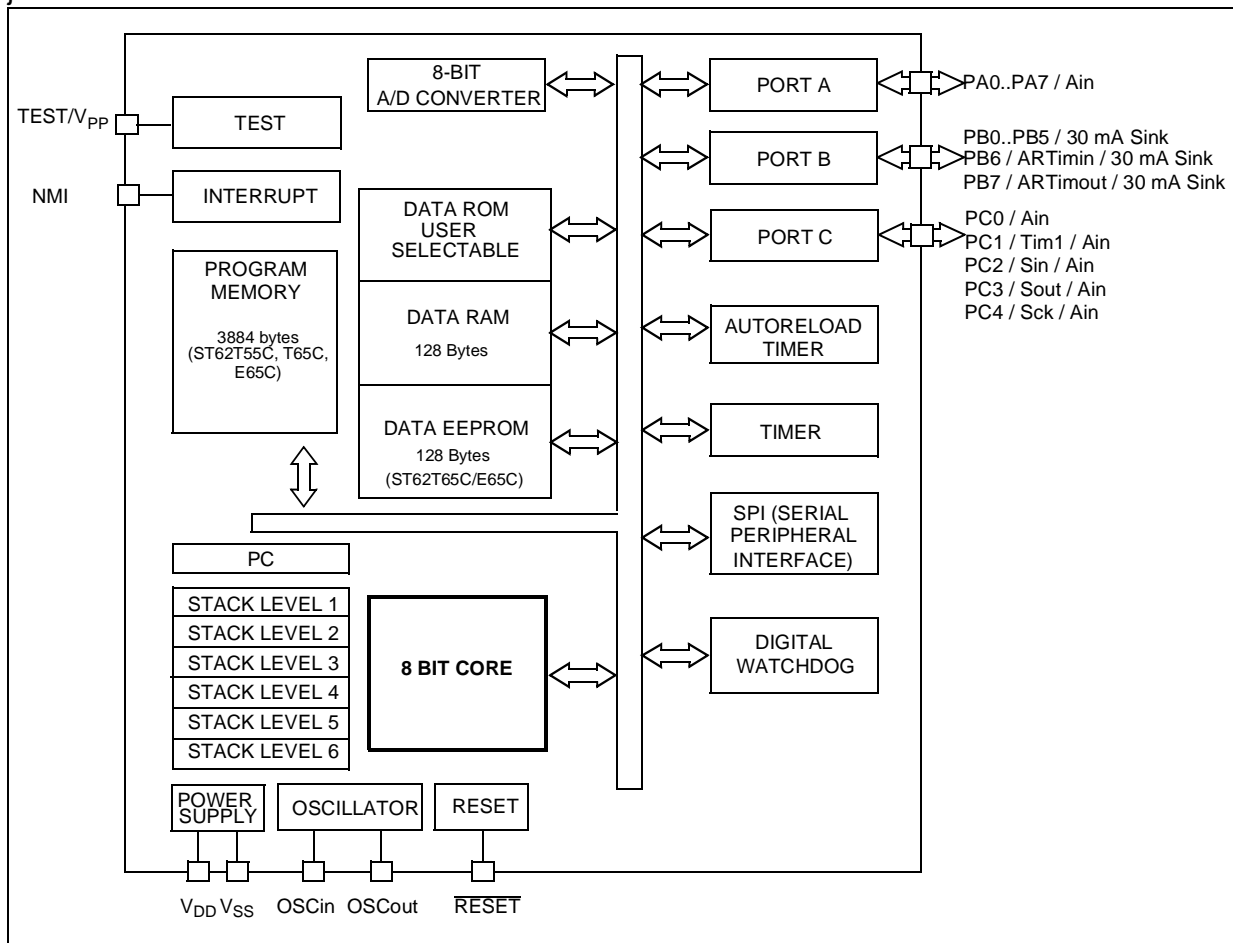 8-BIT
A/D CONVERTER
PORT A
PA0..PA7 / Ain
TEST/VPP
TEST
PORT B
PB0..PB5 / 30 mA Sink
PB6 / ARTimin / 30 mA Sink
PB7 / ARTimout / 30 mA Sink
NMI
INTERRUPT
DATA ROM
USER
SELECTABLE
PORT C
PC0 / Ain
PC1 / Tim1 / Ain
PC2 / Sin / Ain
PC3 / Sout / Ain
PC4 / Sck / Ain
PROGRAM
MEMORY
3884 bytes
(ST62T55C, T65C,
E65C)
DATA RAM
128 Bytes
AUTORELOAD
TIMER
DATA EEPROM
128 Bytes
(ST62T65C/E65C)
TIMER
SPI (SERIAL
PERIPHERAL
INTERFACE)
PC
STACK LEVEL 1
STACK LEVEL 2
STACK LEVEL 3
STACK LEVEL 4
STACK LEVEL 5
STACK LEVEL 6
8 BIT CORE
DIGITAL
WATCHDOG
POWER
SUPPLY
OSCILLATOR
RESET
VDD VSS OSCin OSCout RESET